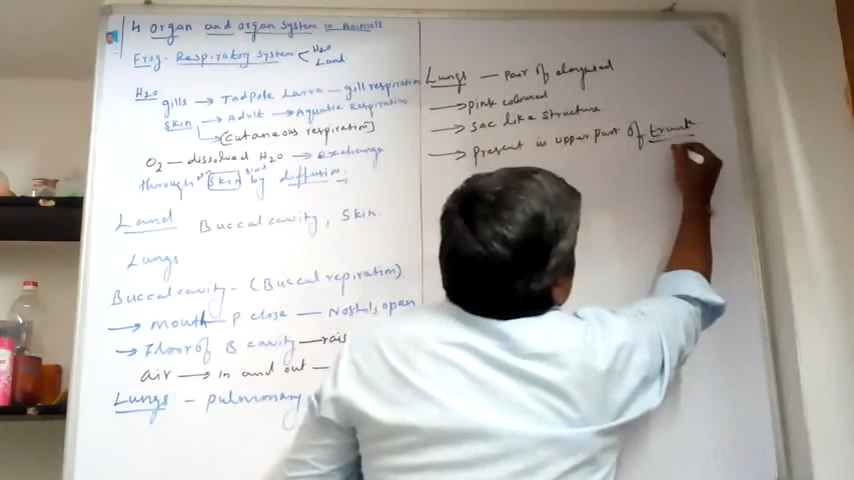 4 Organ and organ system in Animals
Frog - Respiratory System H2O
Land
H2O
gills → Tadpole Larva - gill respiration
Skin → Adult → Aquatic Respiration
[Cutaneous respiration]
O2 - dissolved H2O → exchange
through skin by diffusion
Land Buccal cavity, Skin
Lungs
Buccal cavity - (Buccal repiration)
→ Mouth P close - Nostril, open
→ Floor of B cavity - rais
air → In and out -
Lungs - pulmonary
Lungs - Pair of elongated
→ pink coloured
→ sac like structure
→ Present in upper part of trunk